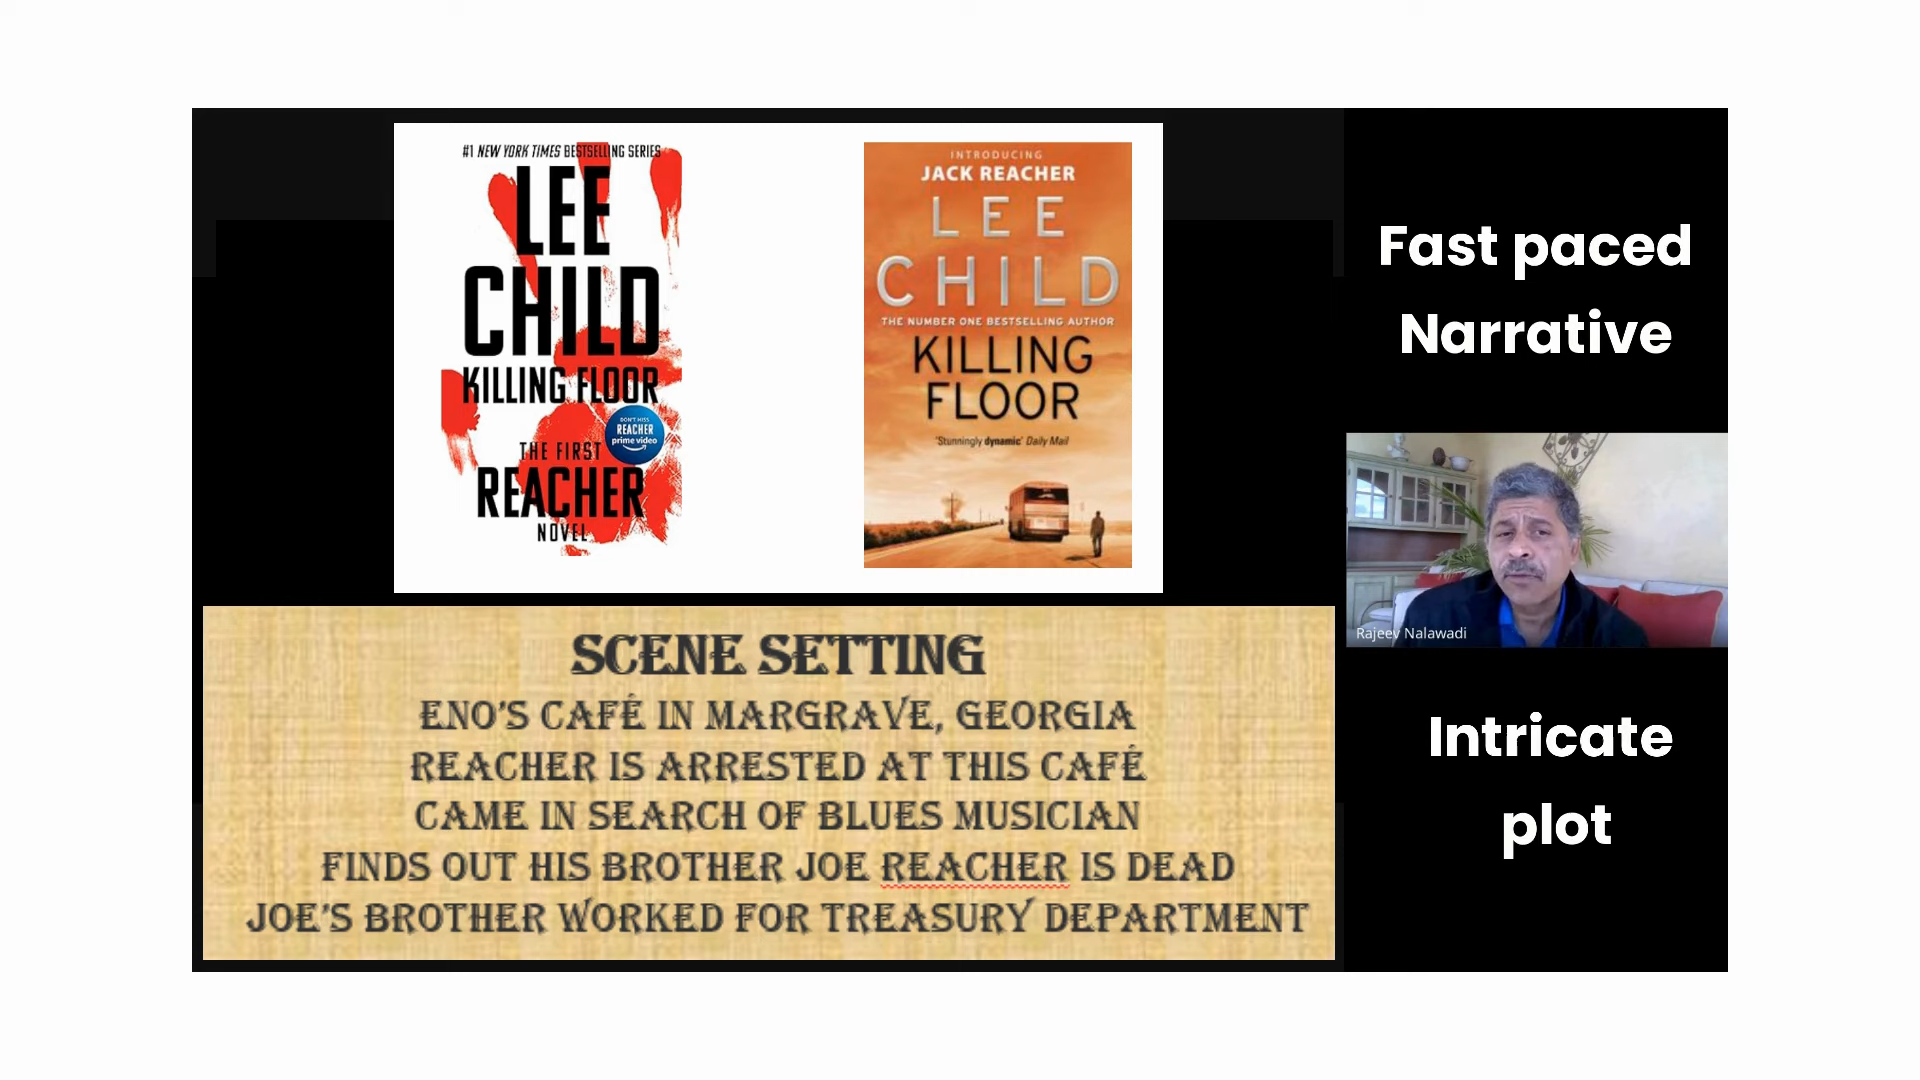 #1 NEW YORK TIMES BESTSELLING SERIES
LEE
CHILD
KILLING FLOOR
DON'T MISS
REACHER
prime video
THE FIRST
REACHER
NOVEL
INTRODUCING
JACK REACHER
LEE
CHILD
THE NUMBER ONE BESTSELLING AUTHOR
KILLING
FLOOR
'Stunningly dynamic' Daily Mail
SCENE SETTING
ENO'S CAFÉ IN MARGRAVE, GEORGIA
REACHER IS ARRESTED AT THIS CAFÉ
CAME IN SEARCH OF BLUES MUSICIAN
FINDS OUT HIS BROTHER JOE REACHER IS DEAD
JOE'S BROTHER WORKED FOR TREASURY DEPARTMENT
Fast paced
Narrative
Rajeev Nalawadi
Intricate
plot